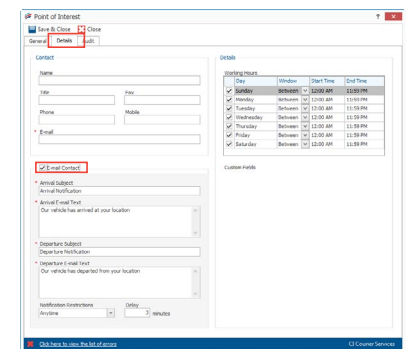 Point of Interest
Save & Close Close
General Details Audit
Contact
Name
Title Fax
Phone Mobile
* E-mail
E-mail Contact
* Arrival Subject
Arrival Notification
* Arrival E-mail Text
Our vehicle has arrived at your location
* Departure Subject
Departure Notification
* Departure E-mail Text
Our vehicle has departed from your location
Notification Restrictions Delay
Anytime 3 minutes
Details
Working Hours
Day Window Start Time End Time
Sunday Between 12:00 AM 11:59 PM
Monday Between 12:00 AM 11:59 PM
Tuesday Between 12:00 AM 11:59 PM
Wednesday Between 12:00 AM 11:59 PM
Thursday Between 12:00 AM 11:59 PM
Friday Between 12:00 AM 11:59 PM
Saturday Between 12:00 AM 11:59 PM
Custom Fields
Click here to view the list of errors
CI Courier Services